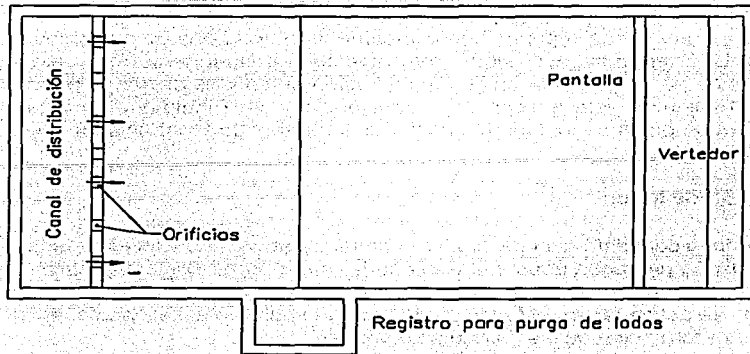 Canal de distribución
Pantalla
Vertedor
Orificios
Registro para purga de lodos